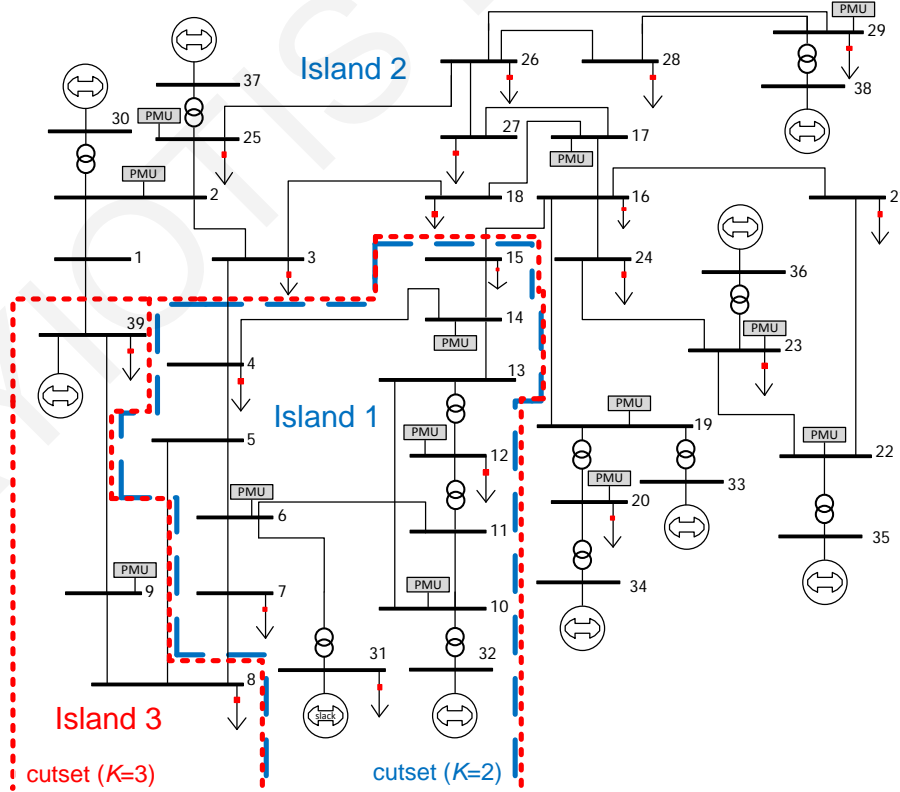 PMU
29
Island 2
26
28
37
38
30
PMU
25
27
17
PMU
PMU
2
18
16
2
1
3
15
24
36
39
14
PMU
PMU
4
13
23
Island 1
PMU
5
PMU
19
PMU
12
22
PMU
PMU
20
33
6
11
35
PMU
PMU
9
7
10
34
31
32
8
slack
Island 3
cutset (K=3)
cutset (K=2)